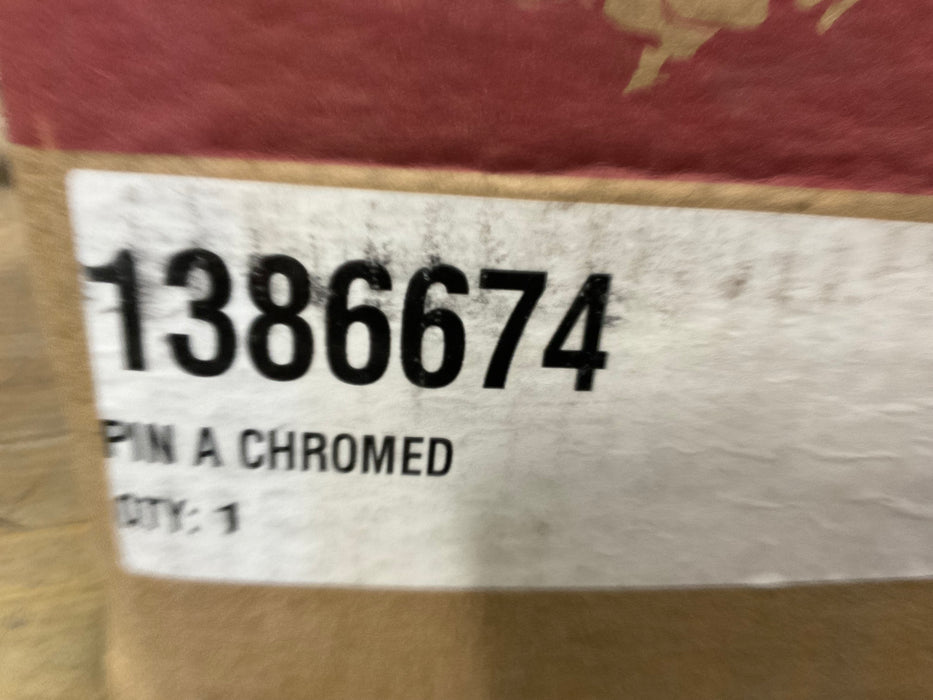 1386674
PIN A CHROMED
QTY: 1